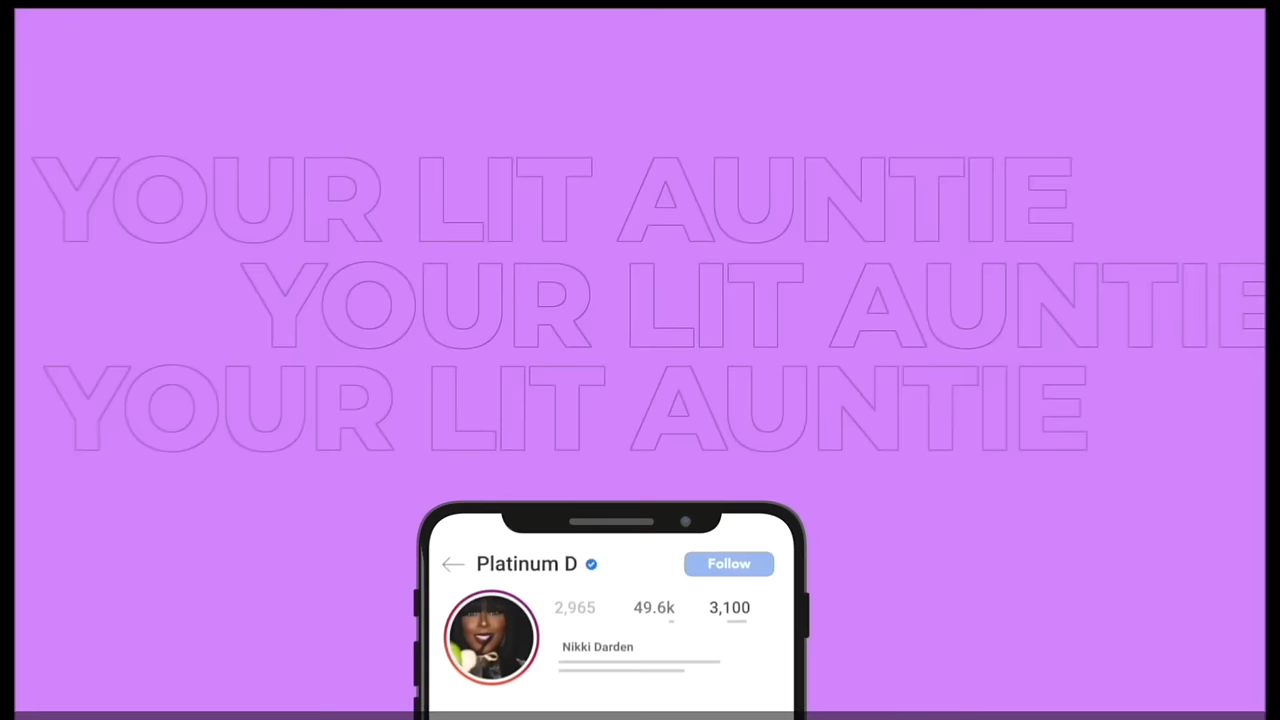 YOUR LIT AUNTIE
YOUR LIT AUNTIE
YOUR LIT AUNTIE
Platinum D
Follow
2,965 49.6k 3,100
Nikki Darden